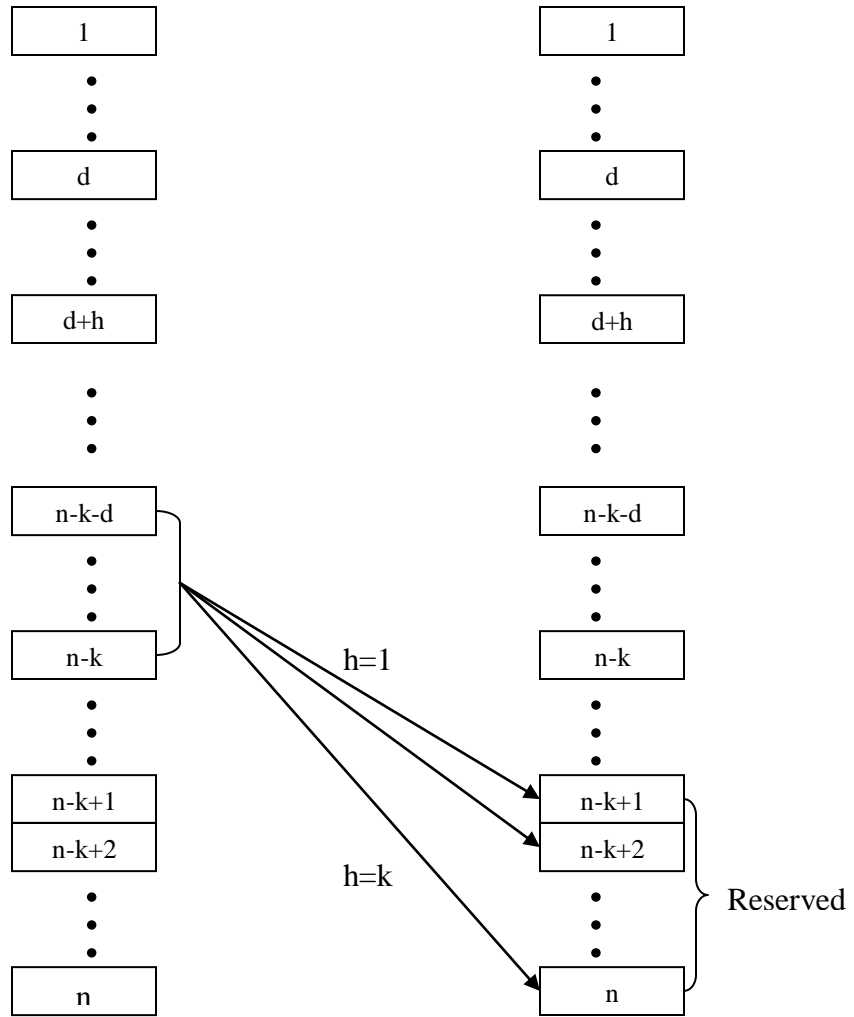 1
d
d+h
n-k-d
n-k
n-k+1
n-k+2
n
h=1
h=k
1
d
d+h
n-k-d
n-k
n-k+1
n-k+2
n
Reserved